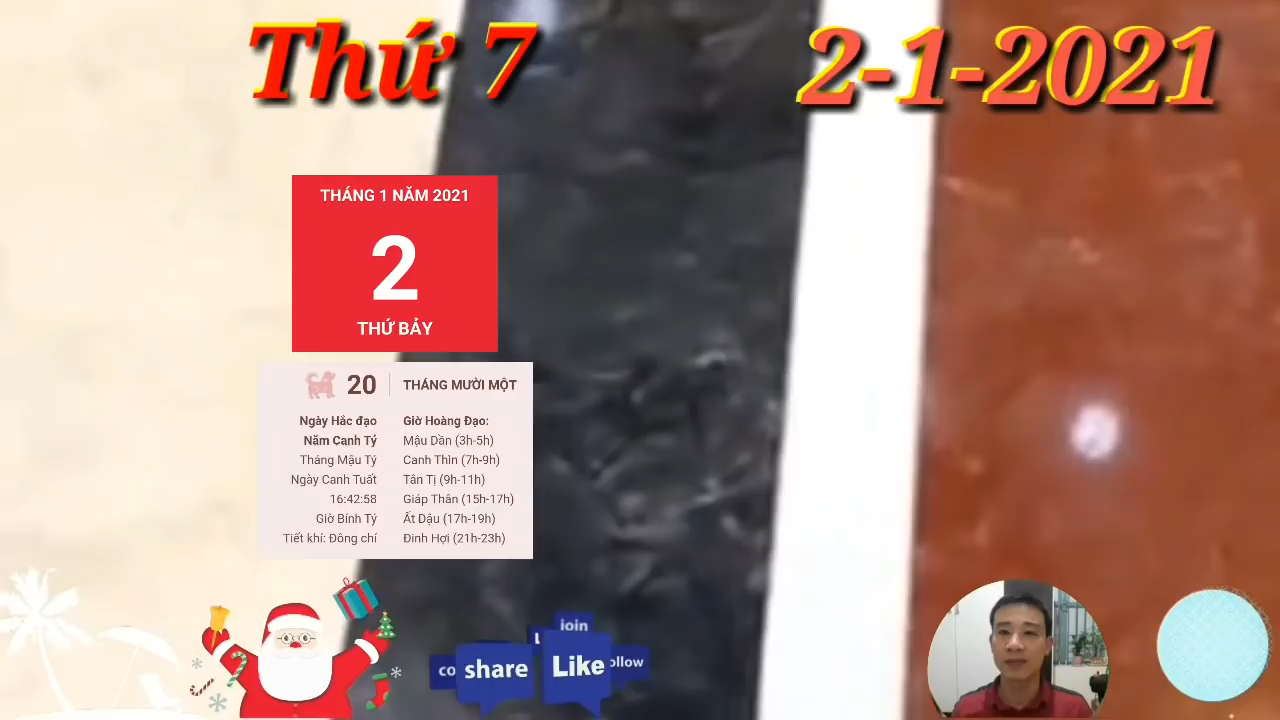 Thứ 7
2-1-2021
THÁNG 1 NĂM 2021
2
THỨ BẢY
20
THÁNG MƯỜI MỘT
Ngày Hắc đạo
Năm Canh Tý
Tháng Mậu Tý
Ngày Canh Tuất
16:42:58
Giờ Bính Tý
Tiết khí: Đông chí
Giờ Hoàng Đạo:
Mậu Dần (3h-5h)
Canh Thìn (7h-9h)
Tân Tị (9h-11h)
Giáp Thân (15h-17h)
Ất Dậu (17h-19h)
Đinh Hợi (21h-23h)
join
co
share
L
Like
ollow